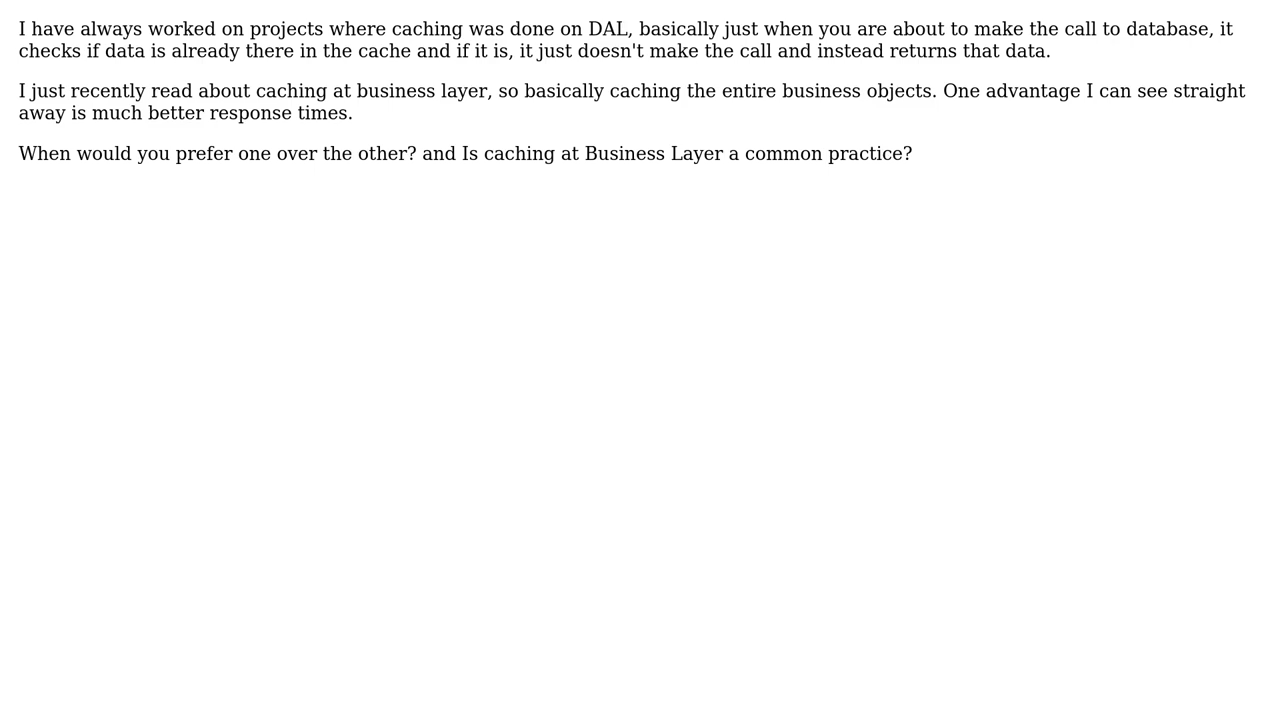 I have always worked on projects where caching was done on DAL, basically just when you are about to make the call to database, it
checks if data is already there in the cache and if it is, it just doesn't make the call and instead returns that data.
I just recently read about caching at business layer, so basically caching the entire business objects. One advantage I can see straight
away is much better response times.
When would you prefer one over the other? and Is caching at Business Layer a common practice?